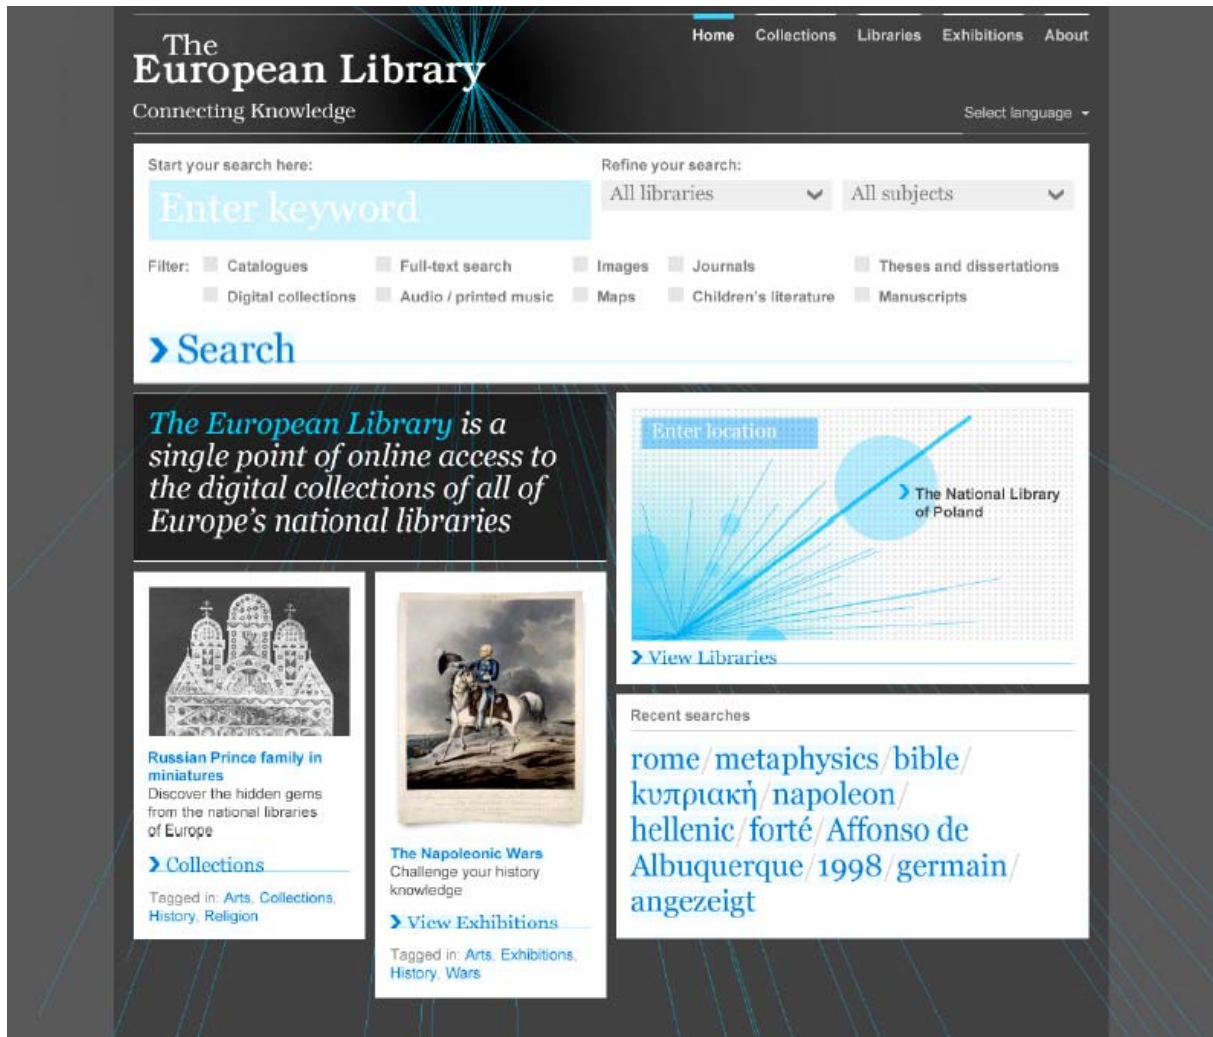 The
European Library
Connecting Knowledge
Home Collections Libraries Exhibitions About
Select language
Start your search here:
Enter keyword
Refine your search:
All libraries All subjects
Filter: Catalogues Full-text search Images Journals Theses and dissertations
Digital collections Audio / printed music Maps Children's literature Manuscripts
Search
The European Library is a
single point of online access to
the digital collections of all of
Europe's national libraries
Enter location
The National Library
of Poland
View Libraries
Russian Prince family in
miniatures
Discover the hidden gems
from the national libraries
of Europe
Collections
Tagged in: Arts, Collections,
History, Religion
The Napoleonic Wars
Challenge your history
knowledge
View Exhibitions
Tagged in: Arts, Exhibitions,
History, Wars
Recent searches
rome/metaphysics/bible/
κυπριακή/napoleon/
hellenic/forté/Affonso de
Albuquerque/1998/germain/
angezeigt